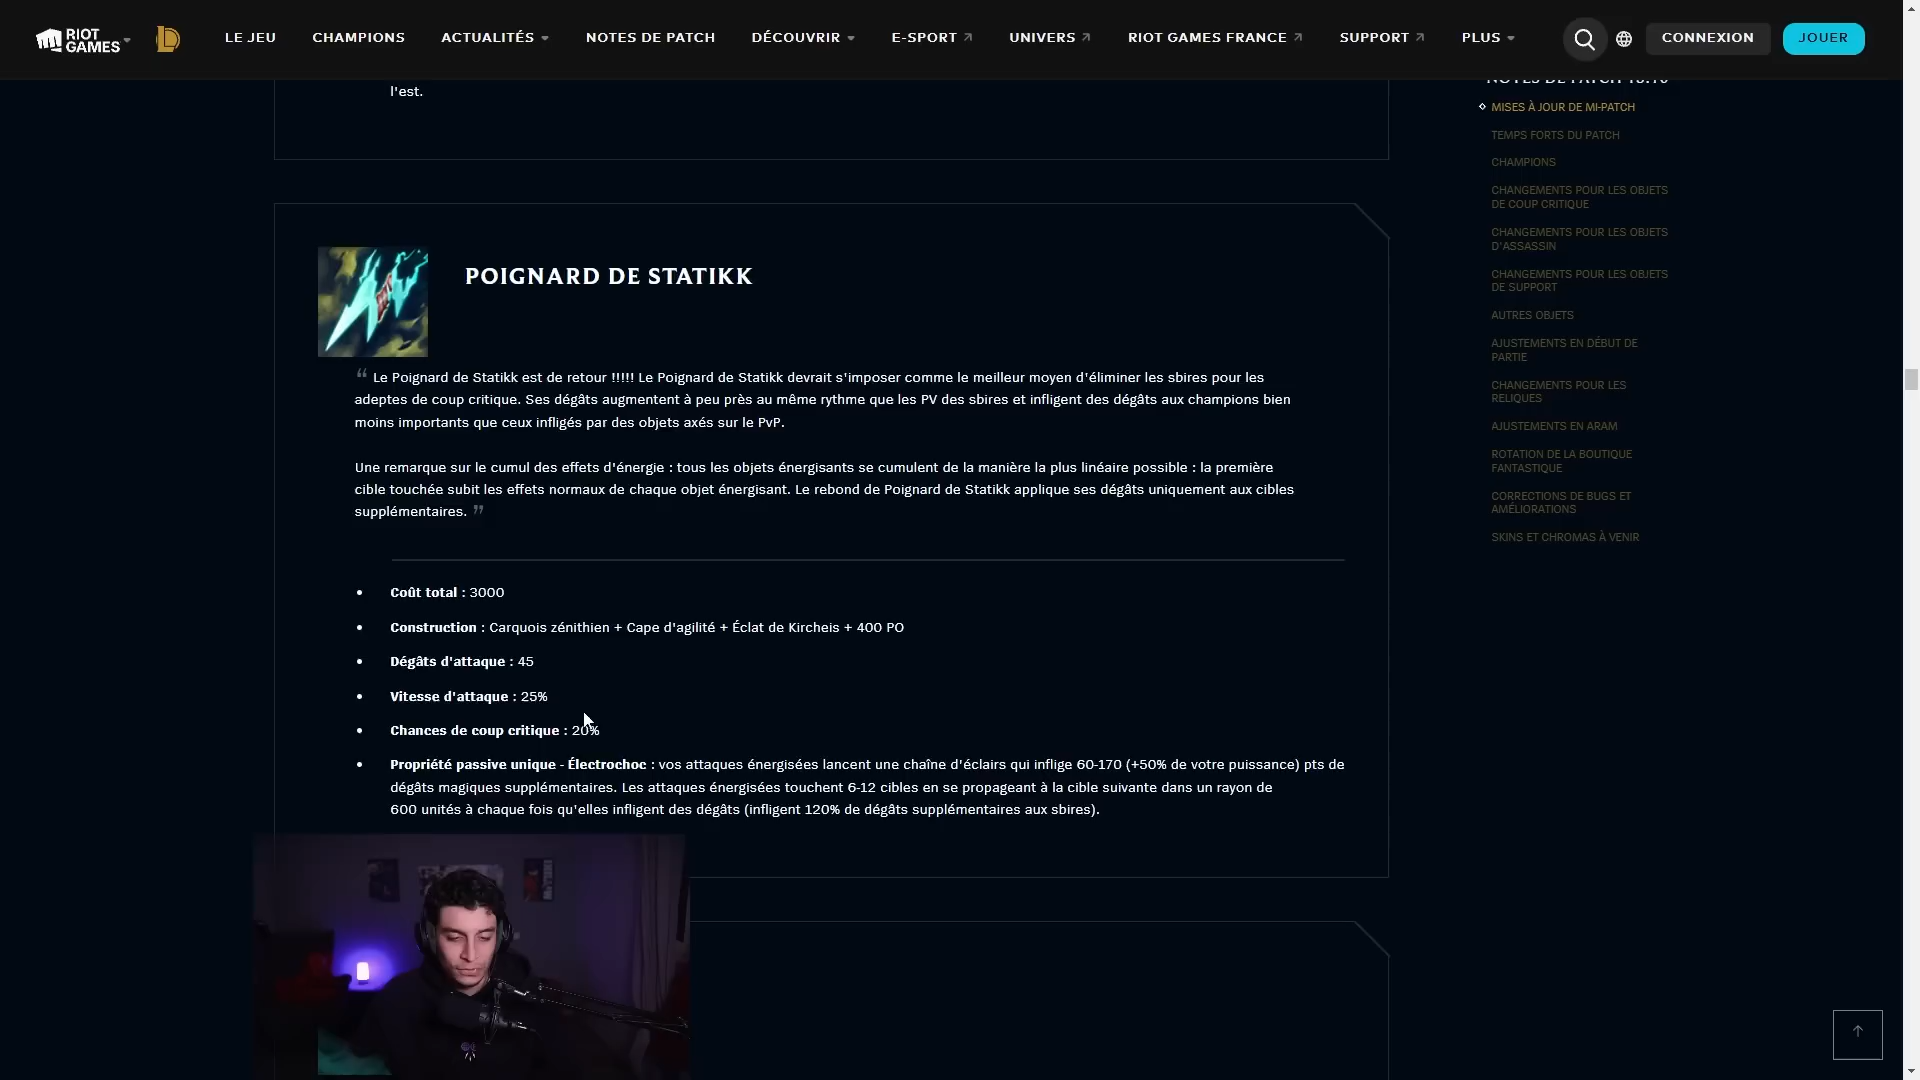 RIOT GAMES
LE JEU
CHAMPIONS
ACTUALITÉS
NOTES DE PATCH
DÉCOUVRIR
E-SPORT
UNIVERS
RIOT GAMES FRANCE
SUPPORT
PLUS
CONNEXION
JOUER
l'est.
POIGNARD DE STATIKK
“ Le Poignard de Statikk est de retour !!!!! Le Poignard de Statikk devrait s'imposer comme le meilleur moyen d'éliminer les sbires pour les
adeptes de coup critique. Ses dégâts augmentent à peu près au même rythme que les PV des sbires et infligent des dégâts aux champions bien
moins importants que ceux infligés par des objets axés sur le PvP.
Une remarque sur le cumul des effets d'énergie : tous les objets énergisants se cumulent de la manière la plus linéaire possible : la première
cible touchée subit les effets normaux de chaque objet énergisant. Le rebond de Poignard de Statikk applique ses dégâts uniquement aux cibles
supplémentaires. ”
• Coût total : 3000
• Construction : Carquois zénithien + Cape d'agilité + Éclat de Kircheis + 400 PO
• Dégâts d'attaque : 45
• Vitesse d'attaque : 25%
• Chances de coup critique : 20%
• Propriété passive unique - Électrochoc : vos attaques énergisées lancent une chaîne d'éclairs qui inflige 60-170 (+50% de votre puissance) pts de
dégâts magiques supplémentaires. Les attaques énergisées touchent 6-12 cibles en se propageant à la cible suivante dans un rayon de
600 unités à chaque fois qu'elles infligent des dégâts (infligent 120% de dégâts supplémentaires aux sbires).
NOTES DE PATCH 13.10
MISES À JOUR DE MI-PATCH
TEMPS FORTS DU PATCH
CHAMPIONS
CHANGEMENTS POUR LES OBJETS
DE COUP CRITIQUE
CHANGEMENTS POUR LES OBJETS
D'ASSASSIN
CHANGEMENTS POUR LES OBJETS
DE SUPPORT
AUTRES OBJETS
AJUSTEMENTS EN DÉBUT DE
PARTIE
CHANGEMENTS POUR LES
RELIQUES
AJUSTEMENTS EN ARAM
ROTATION DE LA BOUTIQUE
FANTASTIQUE
CORRECTIONS DE BUGS ET
AMÉLIORATIONS
SKINS ET CHROMAS À VENIR